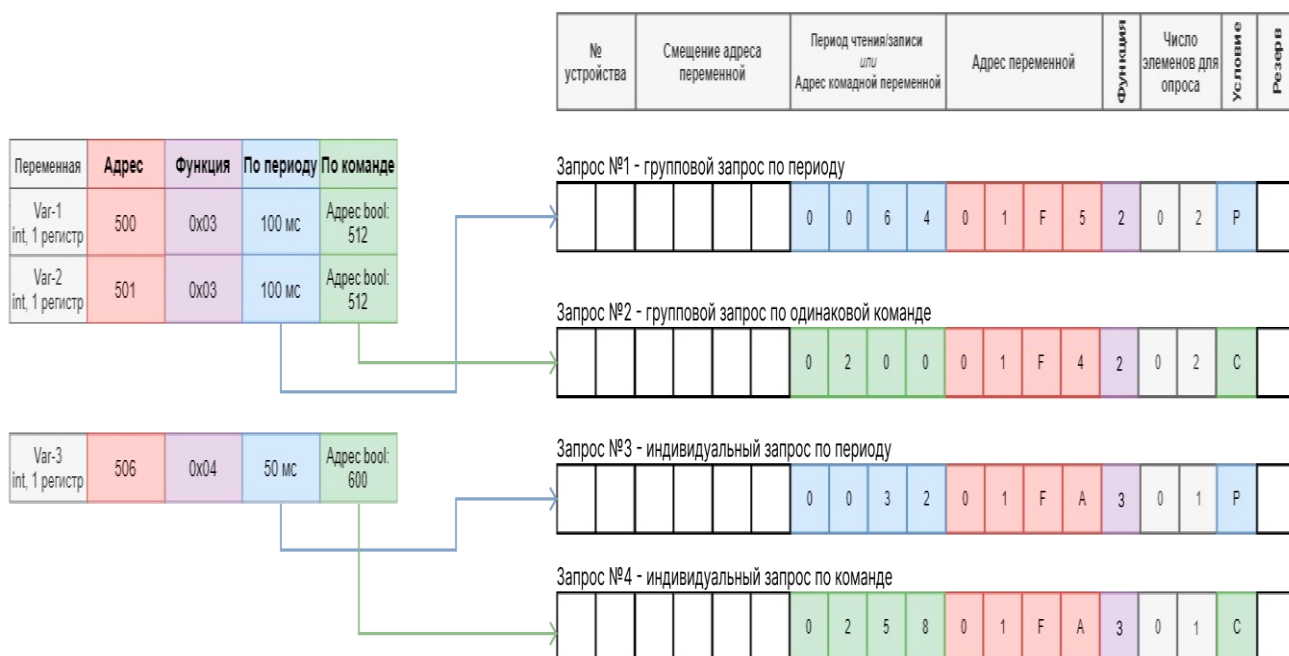 №
устройства
Смещение адреса
переменной
Период чтения/записи
или
Адрес комадной переменной
Адрес переменной
Функция
Число
элеменов для
опроса
Условие
Резерв
Переменная Адрес Функция По периоду По команде
Var-1
int, 1 регистр
500 0x03 100 мс
Адрес bool:
512
Var-2
int, 1 регистр
501 0x03 100 мс
Адрес bool:
512
Запрос №1 - групповой запрос по периоду
0 0 6 4 0 1 F 5 2 0 2 P
Запрос №2 - групповой запрос по одинаковой команде
0 2 0 0 0 1 F 4 2 0 2 C
Var-3
int, 1 регистр
506 0x04 50 мс
Адрес bool:
600
Запрос №3 - индивидуальный запрос по периоду
0 0 3 2 0 1 F A 3 0 1 P
Запрос №4 - индивидуальный запрос по команде
0 2 5 8 0 1 F A 3 0 1 C